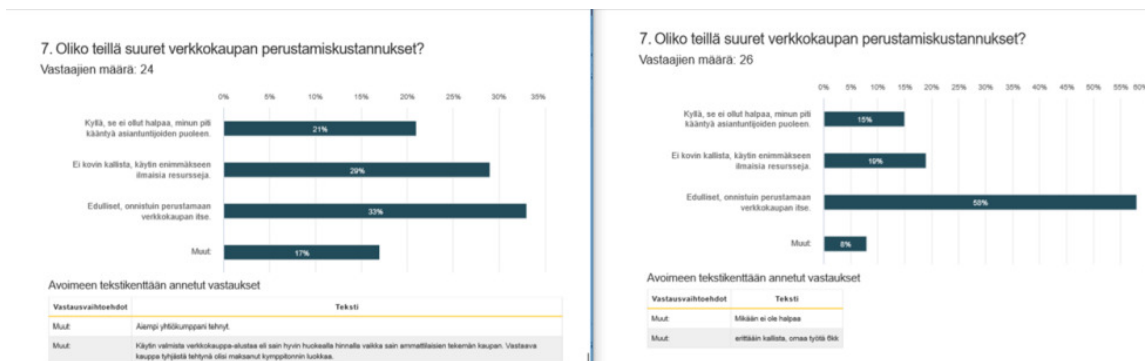 7. Oliko teillä suuret verkkokaupan perustamiskustannukset?
Vastaajien määrä: 24
0% 5% 10% 15% 20% 25% 30% 35%
Kyllä, se ei ollut halpaa, minun piti
kääntyä asiantuntijoiden puoleen.
21%
Ei kovin kallista, käytin enimmäkseen
ilmaisia resursseja.
29%
Edulliset, onnistuin perustamaan
verkkokaupan itse.
33%
Muut:
17%
Avoimeen tekstikenttään annetut vastaukset
Vastausvaihtoehdot Teksti
Muut: Aiempi yhtiökumppani tehnyt.
Muut: Käytin valmista verkkokauppa-alustaa eli sain hyvin huokealla hinnalla vaikka sain ammattilaisien tekemän kaupan. Vastaava
kauppa tyhjästä tehtynä olisi maksanut kymppitonnin luokkaa.
7. Oliko teillä suuret verkkokaupan perustamiskustannukset?
Vastaajien määrä: 26
0% 5% 10% 15% 20% 25% 30% 35% 40% 45% 50% 55% 60%
Kyllä, se ei ollut halpaa, minun piti
kääntyä asiantuntijoiden puoleen.
15%
Ei kovin kallista, käytin enimmäkseen
ilmaisia resursseja.
19%
Edulliset, onnistuin perustamaan
verkkokaupan itse.
58%
Muut:
8%
Avoimeen tekstikenttään annetut vastaukset
Vastausvaihtoehdot Teksti
Muut: Mikään ei ole halpaa
Muut: erittäin kallista, omaa työtä